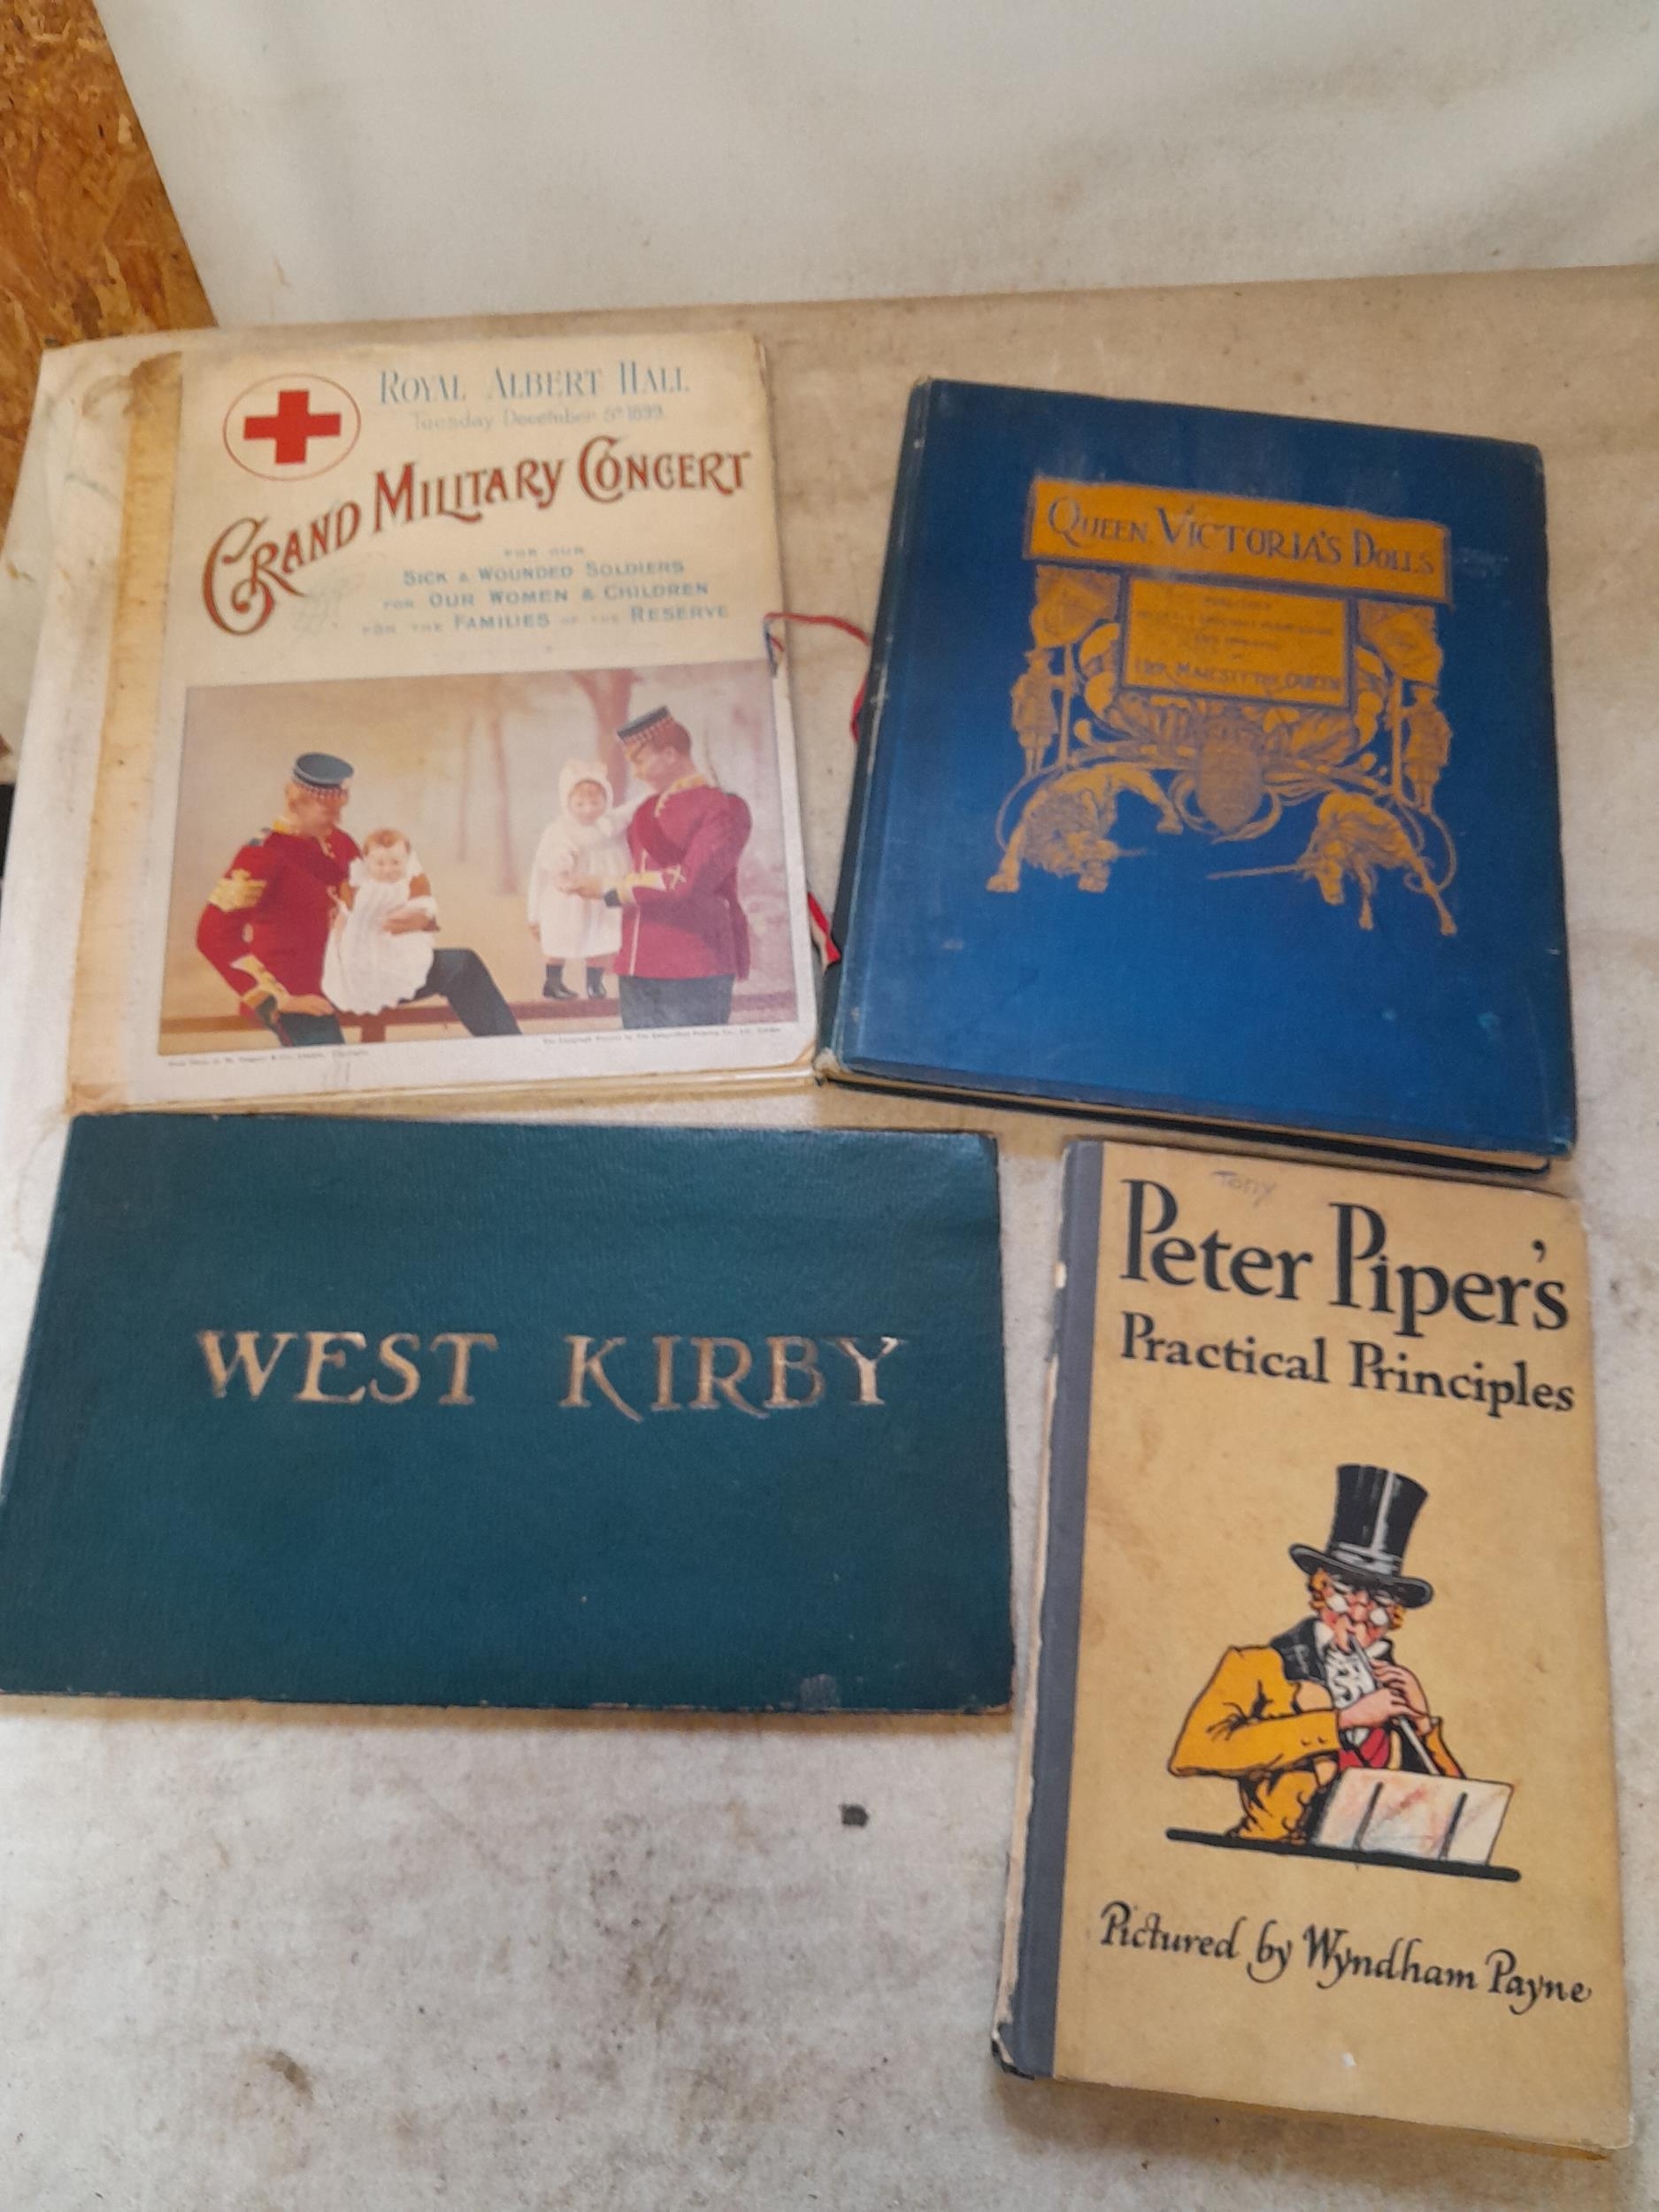 ROYAL ALBERT HALL
Tuesday December 5th 1899.
GRAND MILITARY CONCERT
FOR OUR
SICK & WOUNDED SOLDIERS
FOR OUR WOMEN & CHILDREN
FOR THE FAMILIES OF THE RESERVE
QUEEN VICTORIA'S DOLLS
HER MAJESTY THE QUEEN
WEST KIRBY
Tony
Peter Piper's
Practical Principles
Pictured by Wyndham Payne